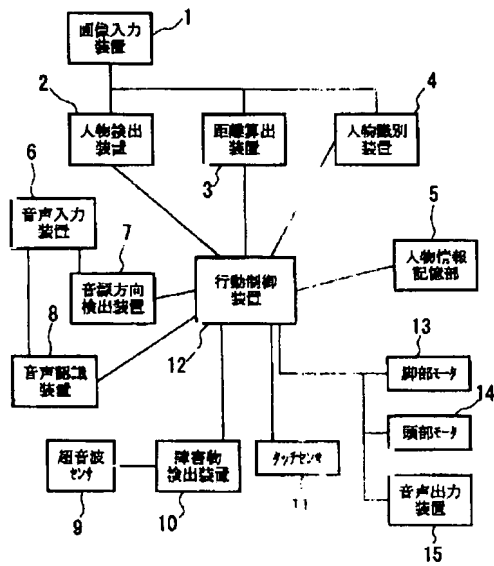 1
画像入力
装置
2
4
人物検出
装置
距離算出
装置
人物識別
装置
3
6
音声入力
装置
5
人物情報
記憶部
7
音源方向
検出装置
行動制御
装置
12
8
音声認識
装置
13
脚部モータ
14
頭部モータ
超音波
センサ
障害物
検出装置
タッチセンサ
音声出力
装置
9
10
11
15